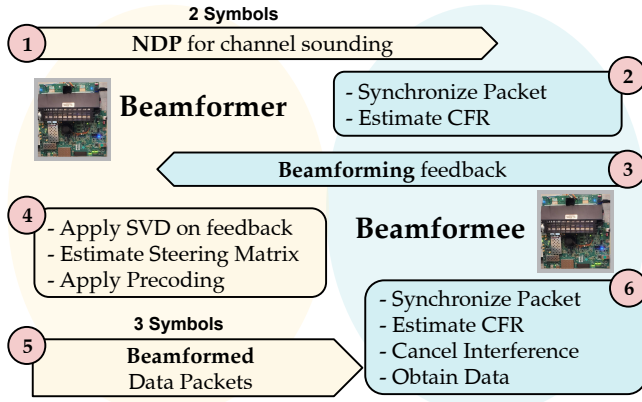 2 Symbols
1
NDP for channel sounding
2
- Synchronize Packet
- Estimate CFR
Beamformer
Beamforming feedback
3
4
- Apply SVD on feedback
- Estimate Steering Matrix
- Apply Precoding
Beamformee
6
- Synchronize Packet
- Estimate CFR
- Cancel Interference
- Obtain Data
3 Symbols
5
Beamformed
Data Packets